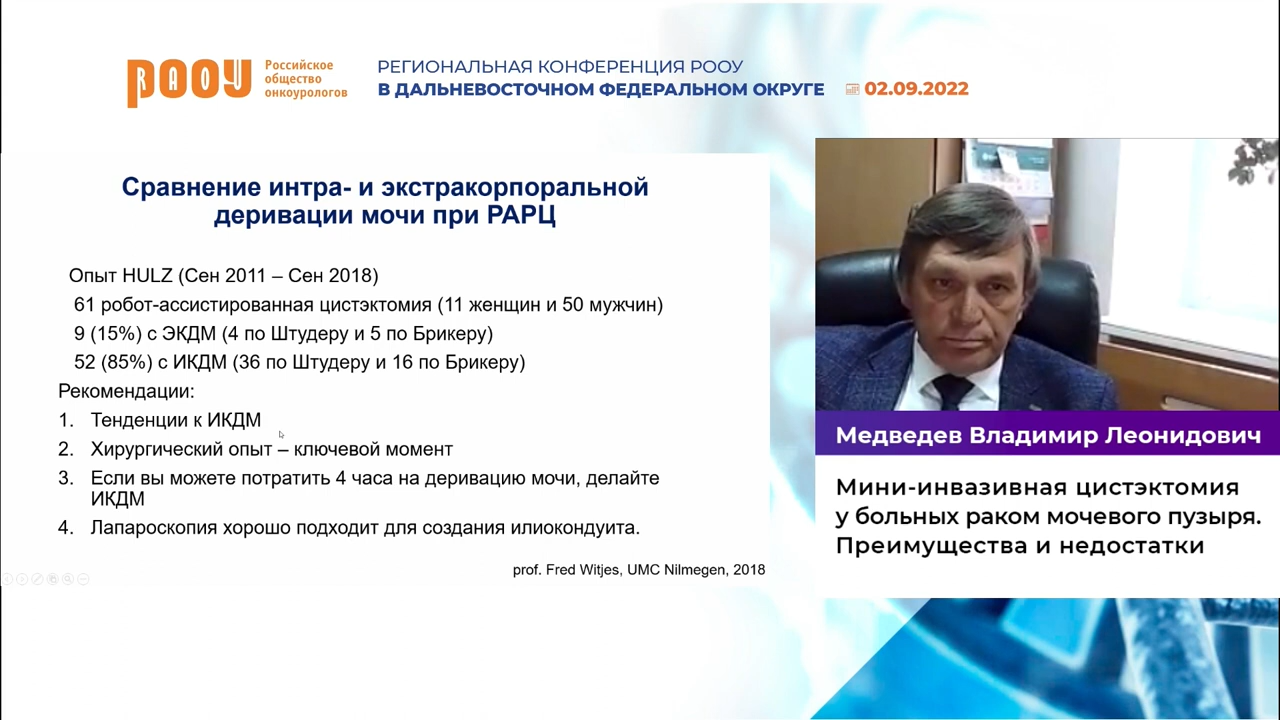 РООУ
RAOU
Российское
общество
онкоурологов
РЕГИОНАЛЬНАЯ КОНФЕРЕНЦИЯ РООУ
В ДАЛЬНЕВОСТОЧНОМ ФЕДЕРАЛЬНОМ ОКРУГЕ 02.09.2022
Сравнение интра- и экстракорпоральной
деривации мочи при РАРЦ
Опыт HULZ (Сен 2011 – Сен 2018)
61 робот-ассистированная цистэктомия (11 женщин и 50 мужчин)
9 (15%) с ЭКДМ (4 по Штудеру и 5 по Брикеру)
52 (85%) с ИКДМ (36 по Штудеру и 16 по Брикеру)
Рекомендации:
1. Тенденции к ИКДМ
2. Хирургический опыт – ключевой момент
3. Если вы можете потратить 4 часа на деривацию мочи, делайте
ИКДМ
4. Лапароскопия хорошо подходит для создания илиокондуита.
prof. Fred Witjes, UMC Nilmegen, 2018
Медведев Владимир Леонидович
Мини-инвазивная цистэктомия
у больных раком мочевого пузыря.
Преимущества и недостатки